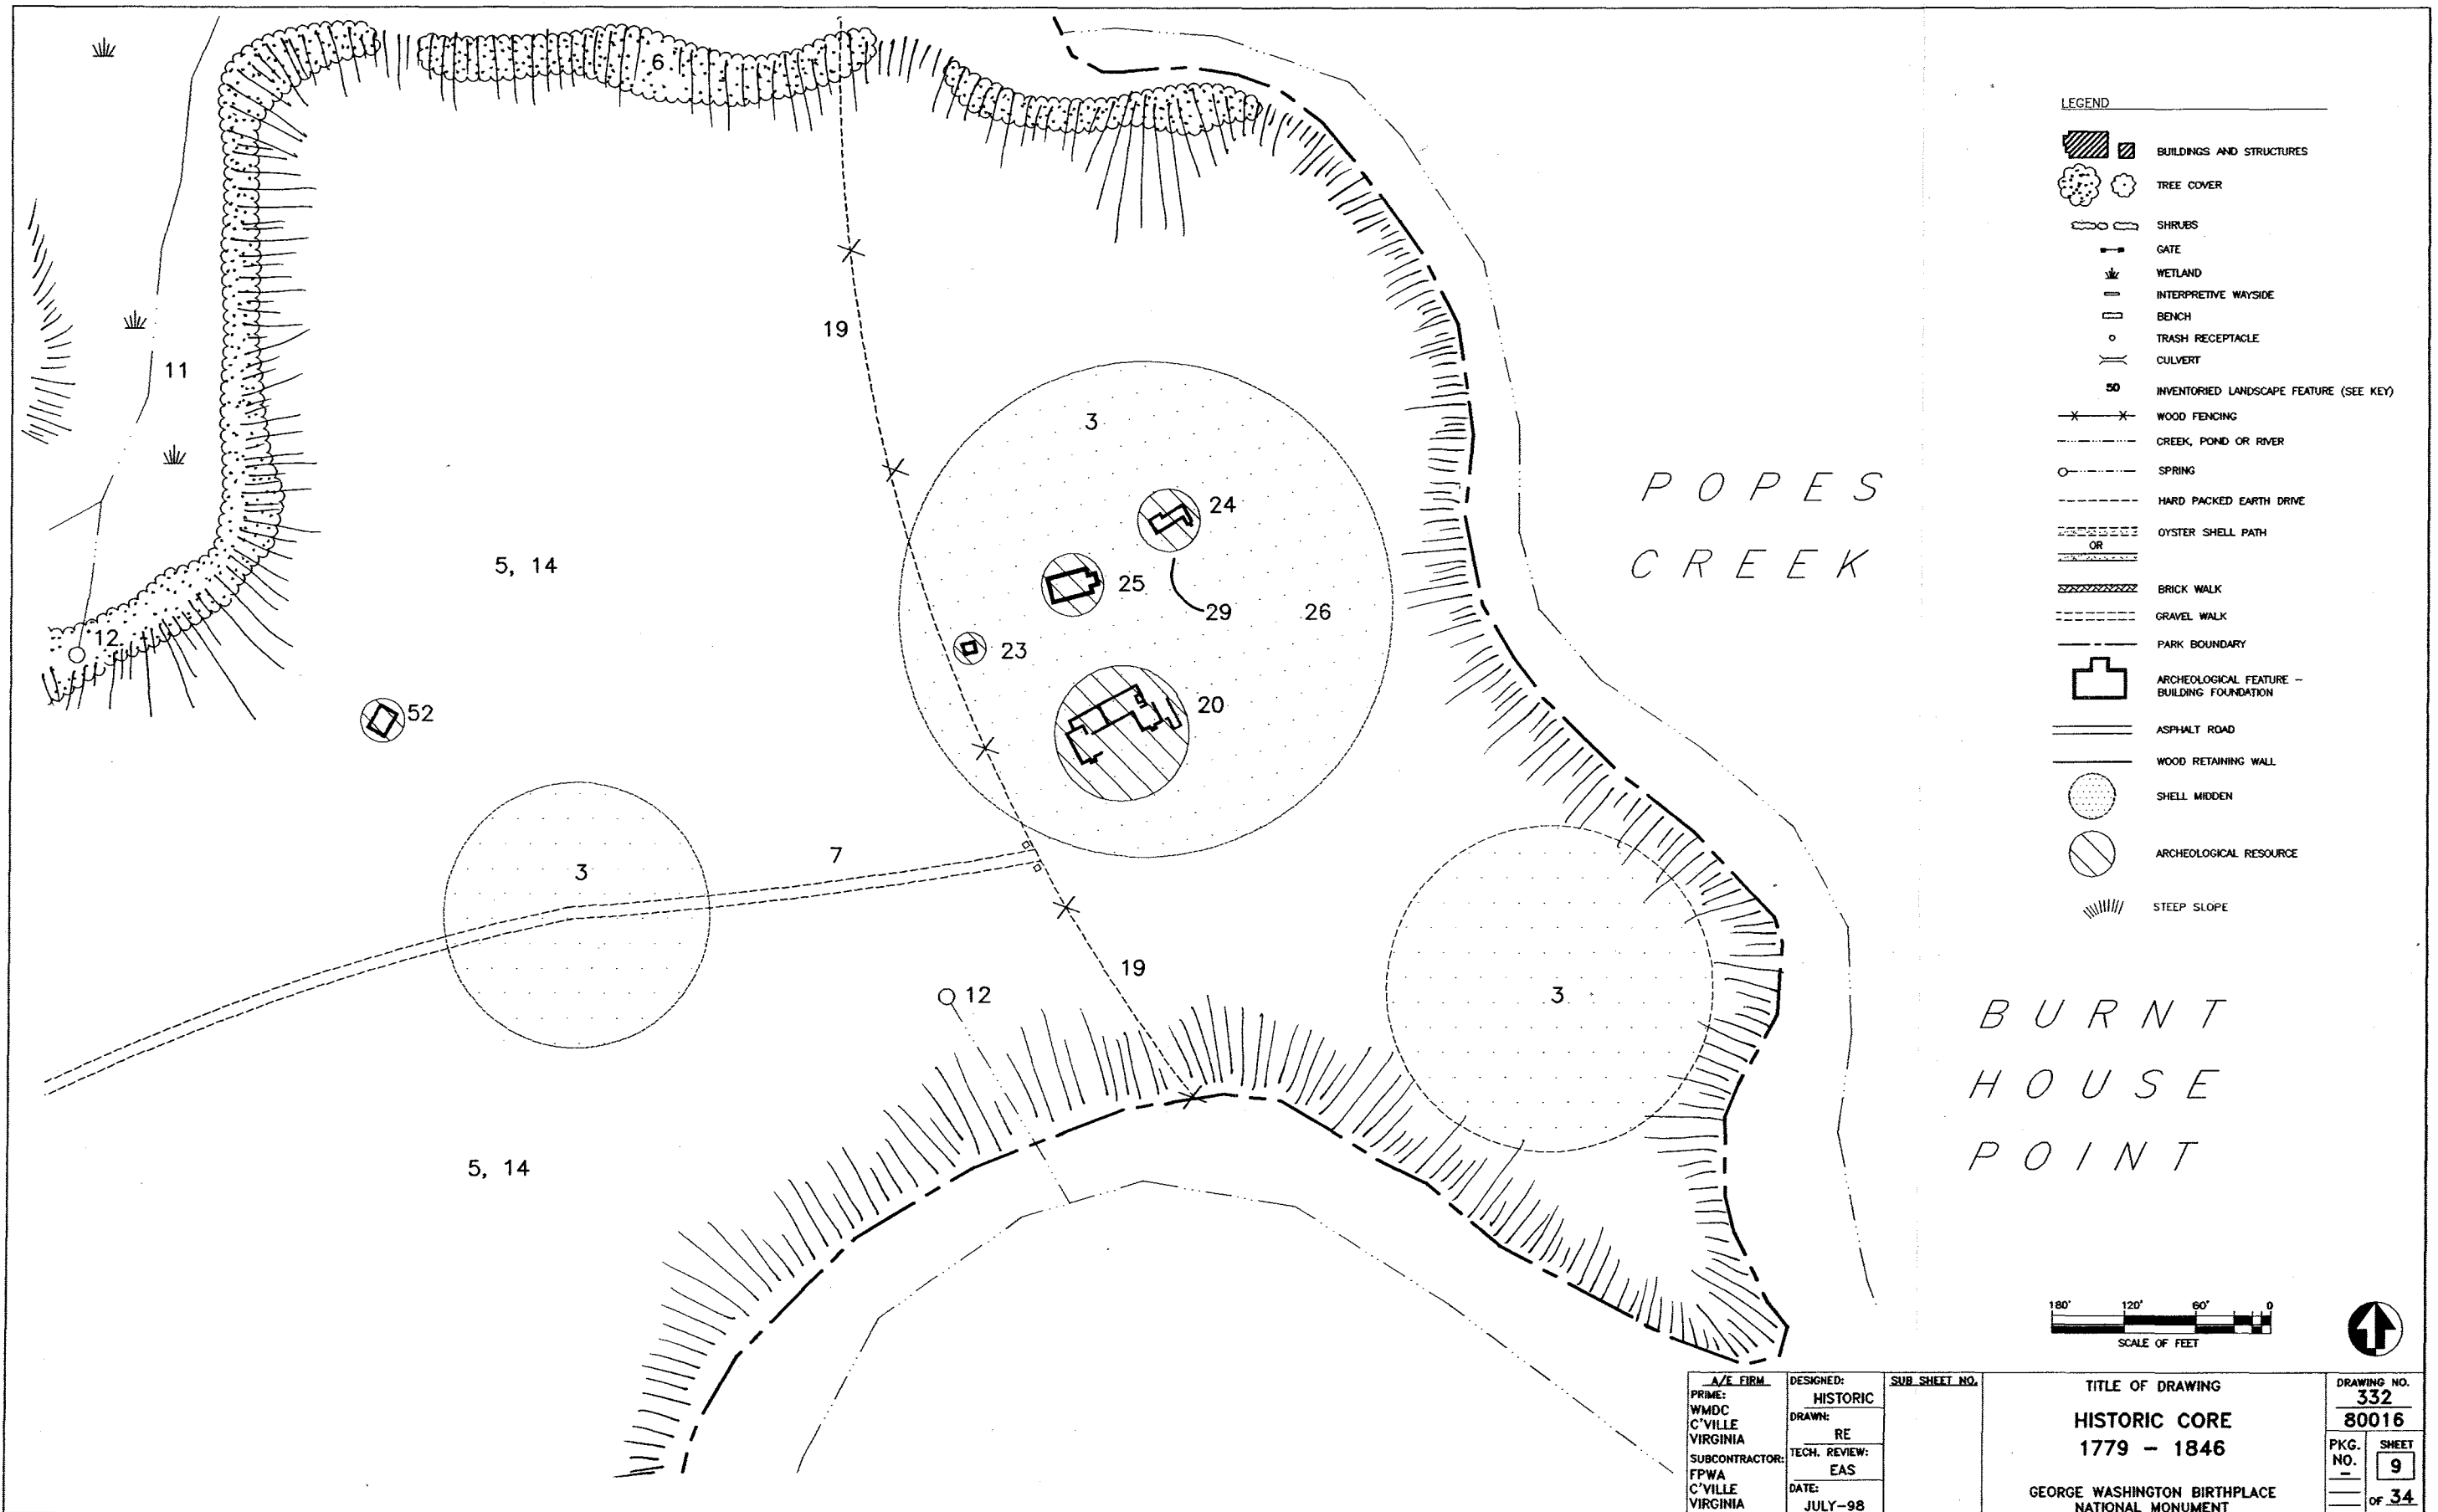 6
19
11
3
24
5, 14
25
29
26
12
23
52
20
3
7
19
12
3
5, 14
POPES
CREEK
BURNT
HOUSE
POINT
LEGEND
BUILDINGS AND STRUCTURES
TREE COVER
SHRUBS
GATE
WETLAND
INTERPRETIVE WAYSIDE
BENCH
TRASH RECEPTACLE
CULVERT
50 INVENTORIED LANDSCAPE FEATURE (SEE KEY)
WOOD FENCING
CREEK, POND OR RIVER
SPRING
HARD PACKED EARTH DRIVE
OYSTER SHELL PATH
OR
BRICK WALK
GRAVEL WALK
PARK BOUNDARY
ARCHEOLOGICAL FEATURE –
BUILDING FOUNDATION
ASPHALT ROAD
WOOD RETAINING WALL
SHELL MIDDEN
ARCHEOLOGICAL RESOURCE
STEEP SLOPE
180' 120' 60' 0
SCALE OF FEET
A/E FIRM
PRIME:
WMDC
C'VILLE
VIRGINIA
SUBCONTRACTOR:
FPWA
C'VILLE
VIRGINIA
DESIGNED:
HISTORIC
DRAWN:
RE
TECH. REVIEW:
EAS
DATE:
JULY-98
SUB SHEET NO.
TITLE OF DRAWING
HISTORIC CORE
1779 – 1846
GEORGE WASHINGTON BIRTHPLACE
NATIONAL MONUMENT
DRAWING NO.
332
80016
PKG.
NO.
–
SHEET
9
OF 34